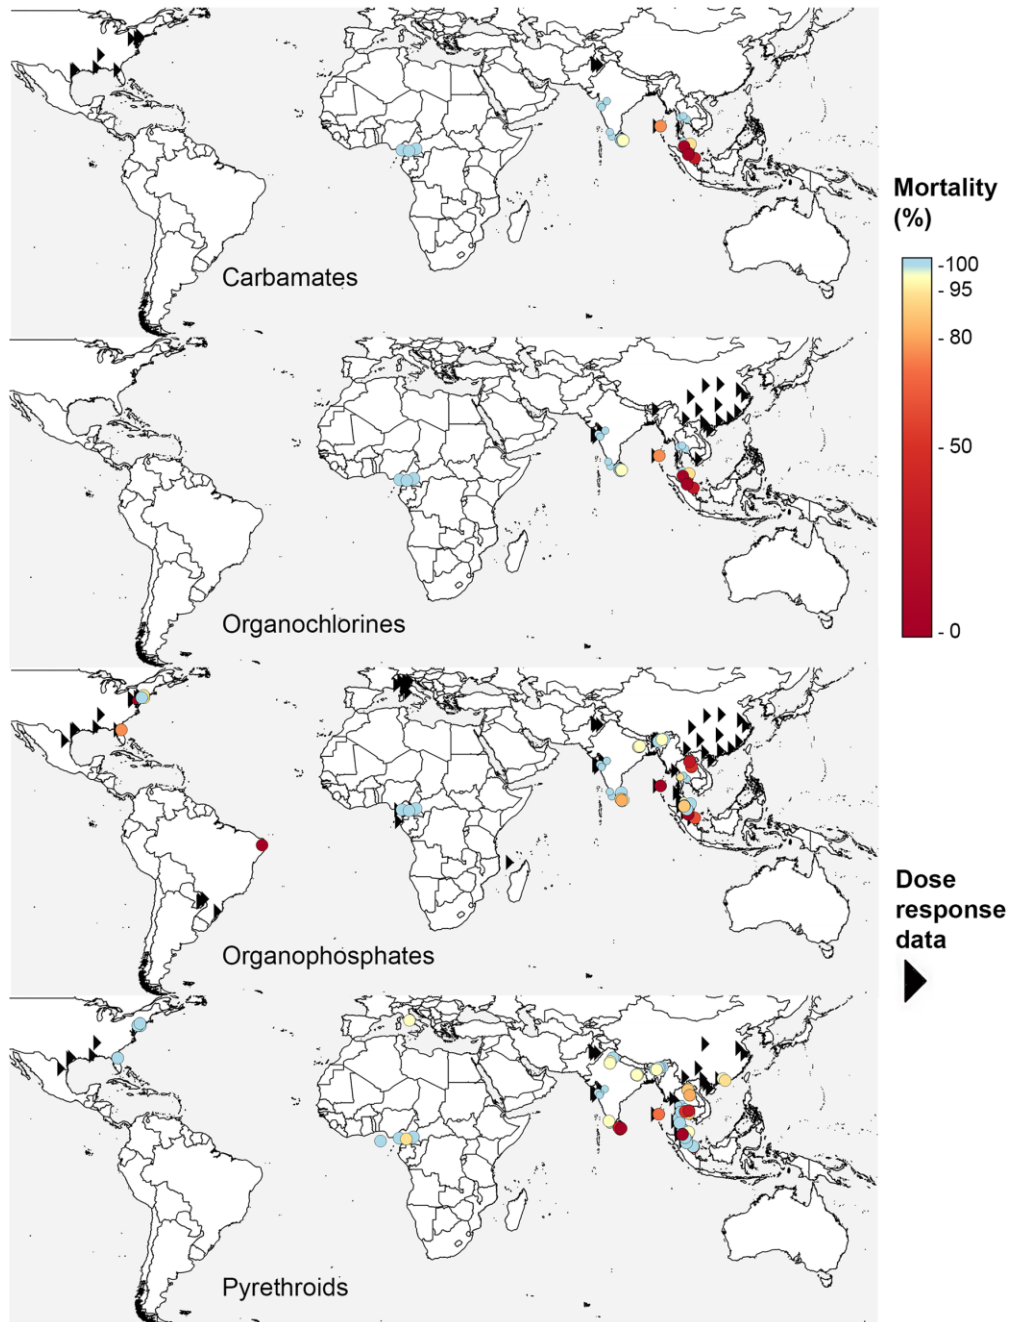 Carbamates
Organochlorines
Organophosphates
Pyrethroids
Mortality
(%)
- 100
- 95
- 80
- 50
- 0
Dose
response
data